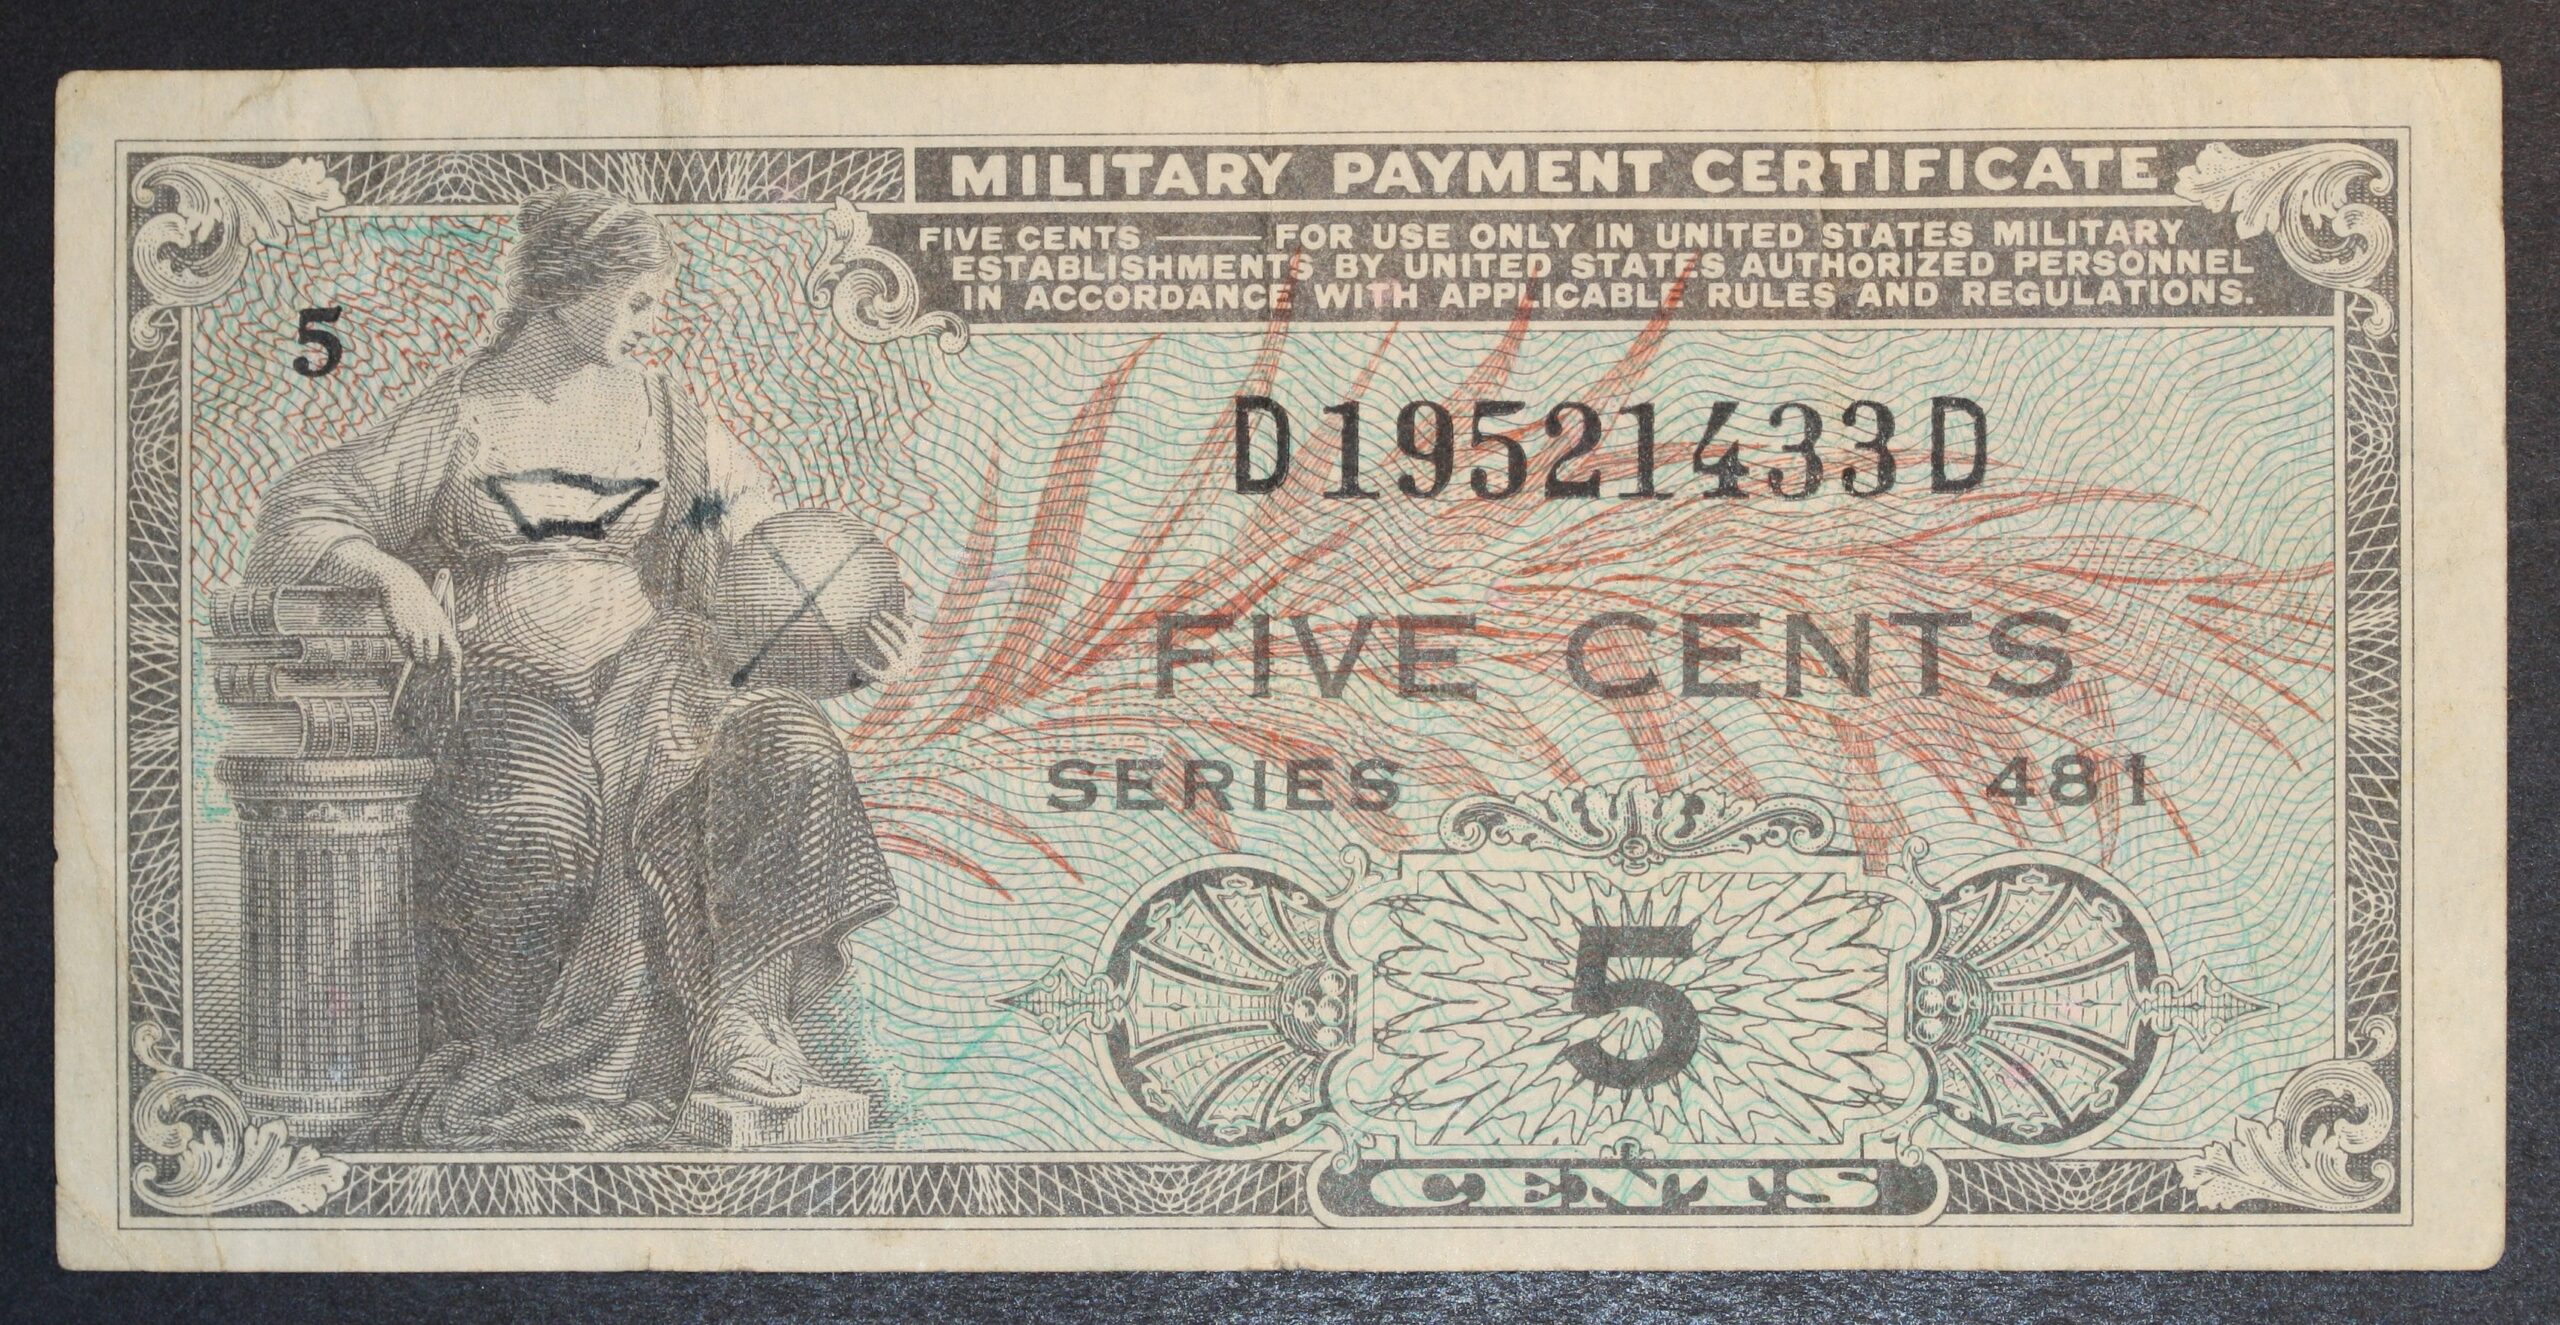 MILITARY PAYMENT CERTIFICATE
FIVE CENTS —— FOR USE ONLY IN UNITED STATES MILITARY
ESTABLISHMENTS BY UNITED STATES AUTHORIZED PERSONNEL
IN ACCORDANCE WITH APPLICABLE RULES AND REGULATIONS.
5
D19521433D
FIVE CENTS
SERIES 481
5
CENTS